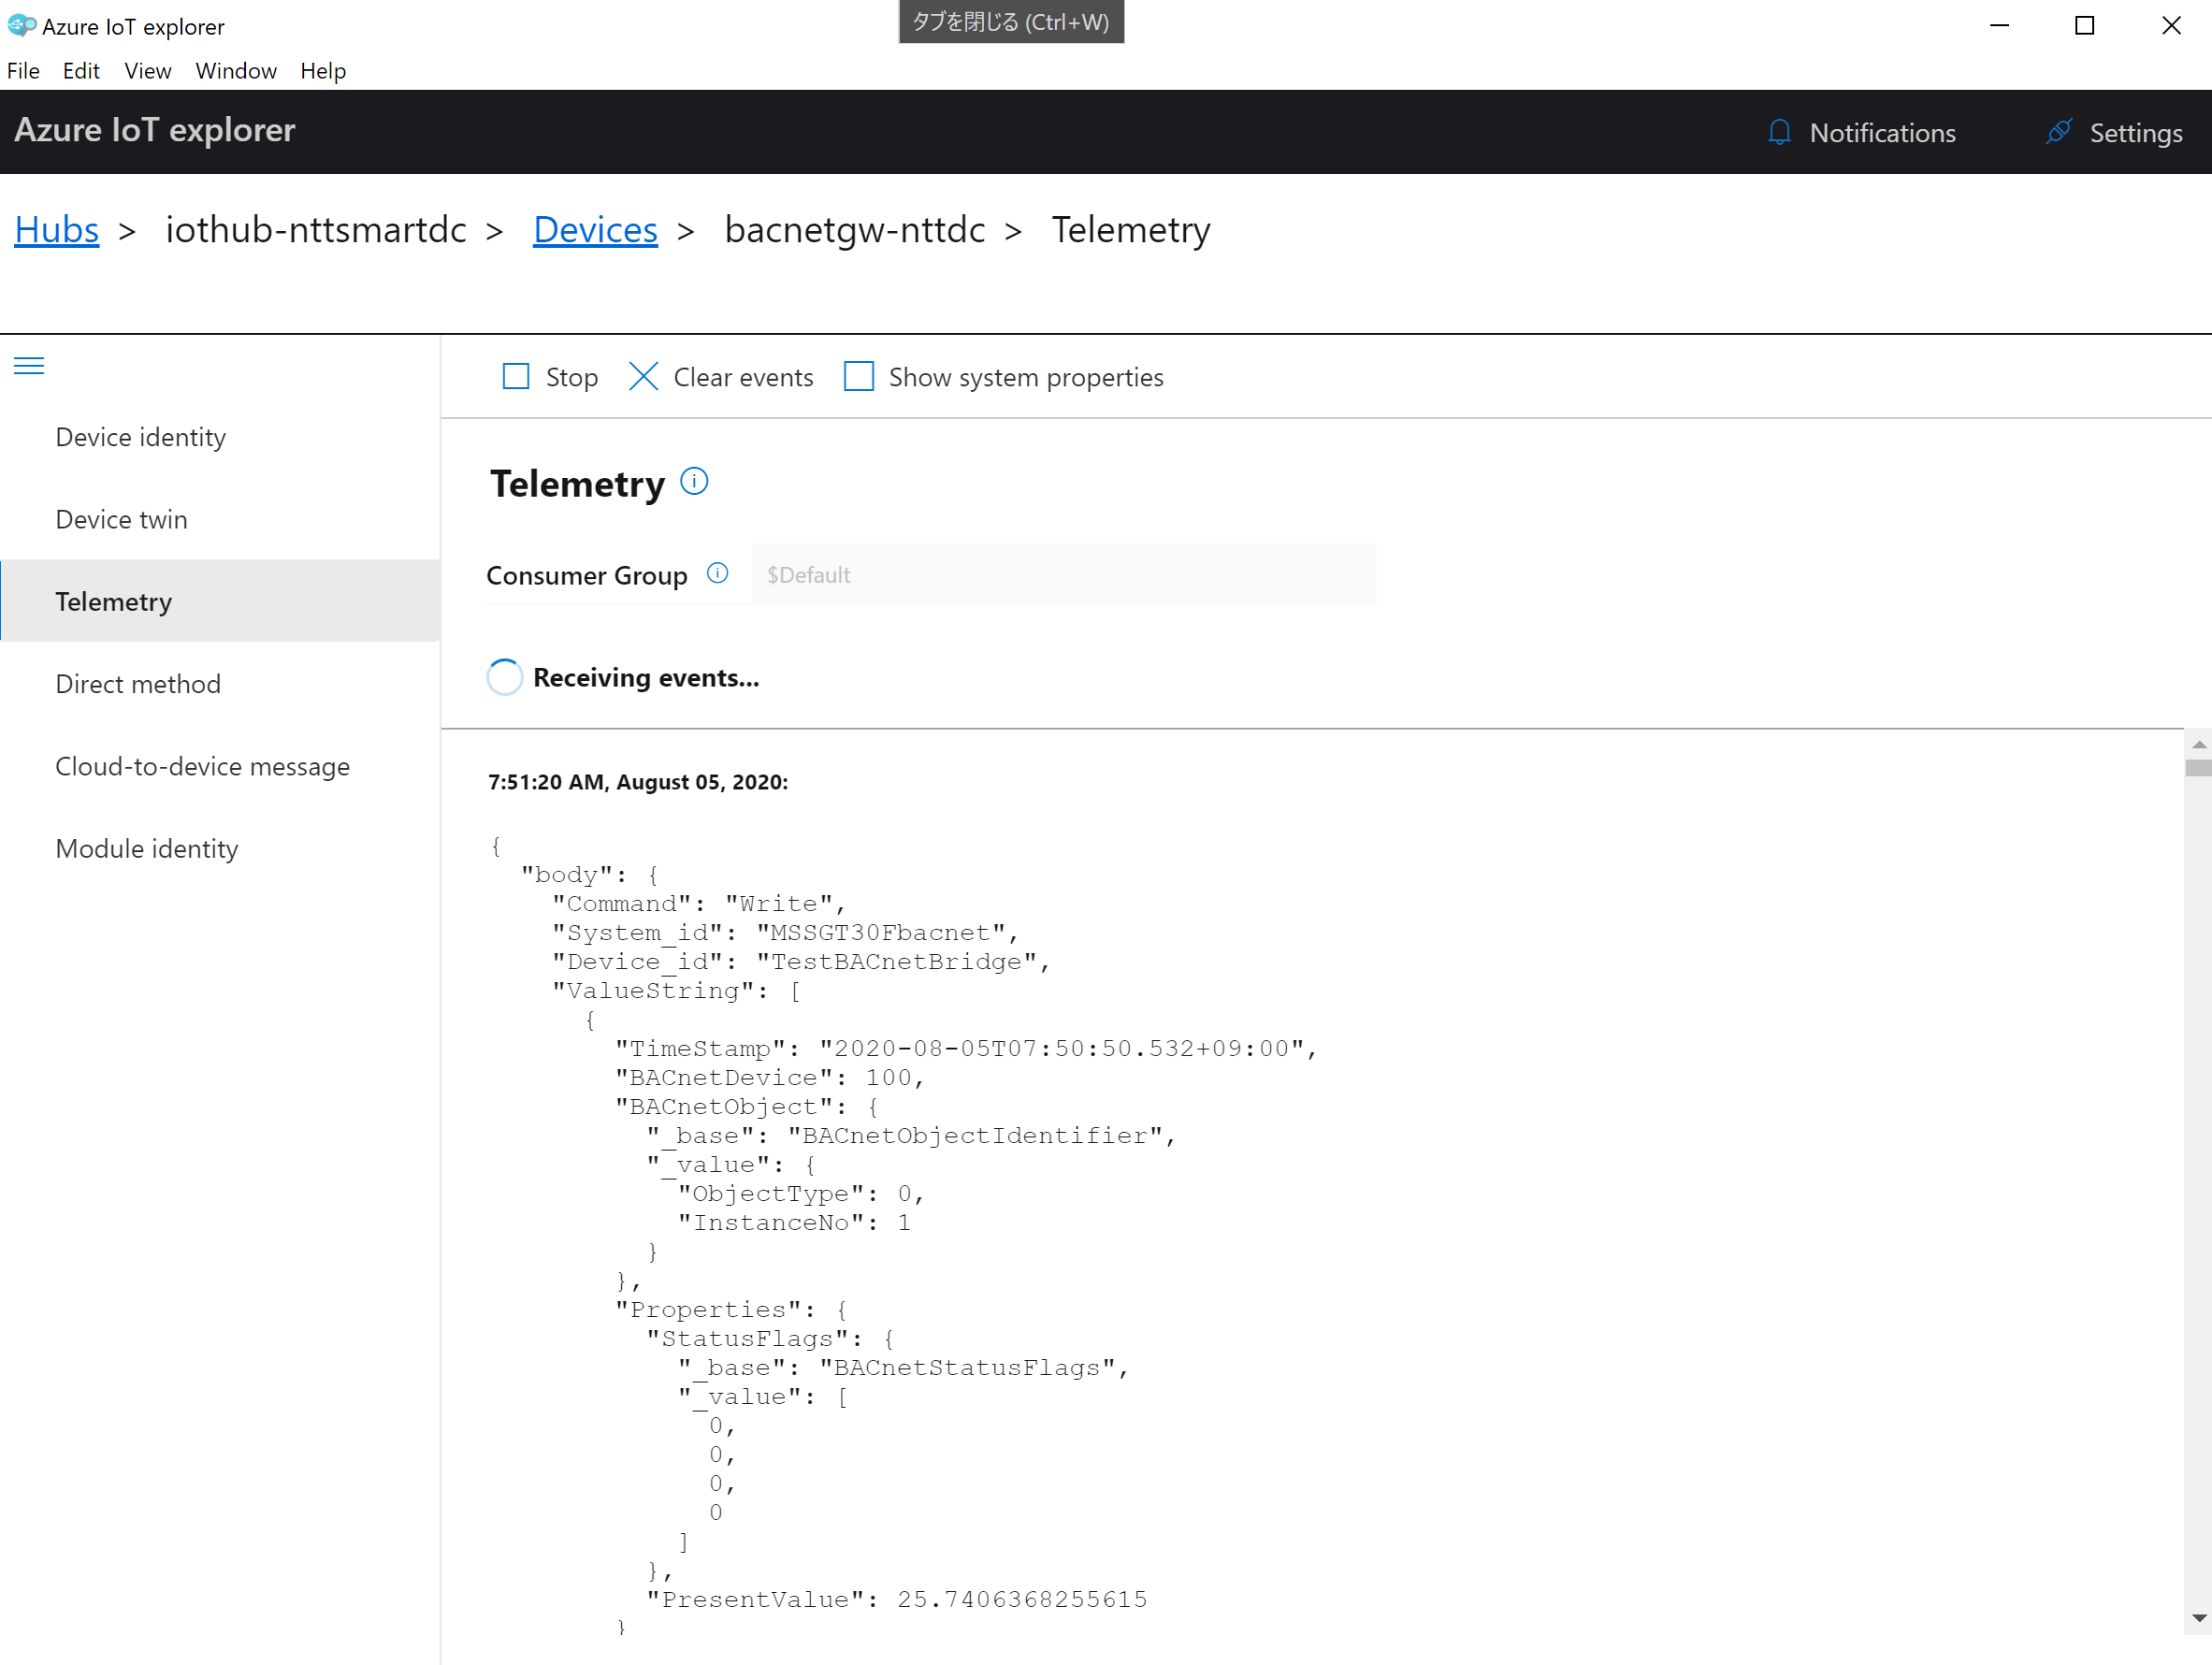 Azure IoT explorer
タブを閉じる (Ctrl+W)
File Edit View Window Help
Azure IoT explorer
Notifications
Settings
Hubs > iothub-nttsmartdc > Devices > bacnetgw-nttdc > Telemetry
Stop Clear events Show system properties
Device identity
Device twin
Telemetry
Direct method
Cloud-to-device message
Module identity
Telemetry
Consumer Group $Default
Receiving events...
7:51:20 AM, August 05, 2020:
{
"body": {
"Command": "Write",
"System_id": "MSSGT30Fbacnet",
"Device_id": "TestBACnetBridge",
"ValueString": [
{
"TimeStamp": "2020-08-05T07:50:50.532+09:00",
"BACnetDevice": 100,
"BACnetObject": {
"_base": "BACnetObjectIdentifier",
"_value": {
"ObjectType": 0,
"InstanceNo": 1
}
},
"Properties": {
"StatusFlags": {
"_base": "BACnetStatusFlags",
"_value": [
0,
0,
0,
0
]
},
"PresentValue": 25.7406368255615
}